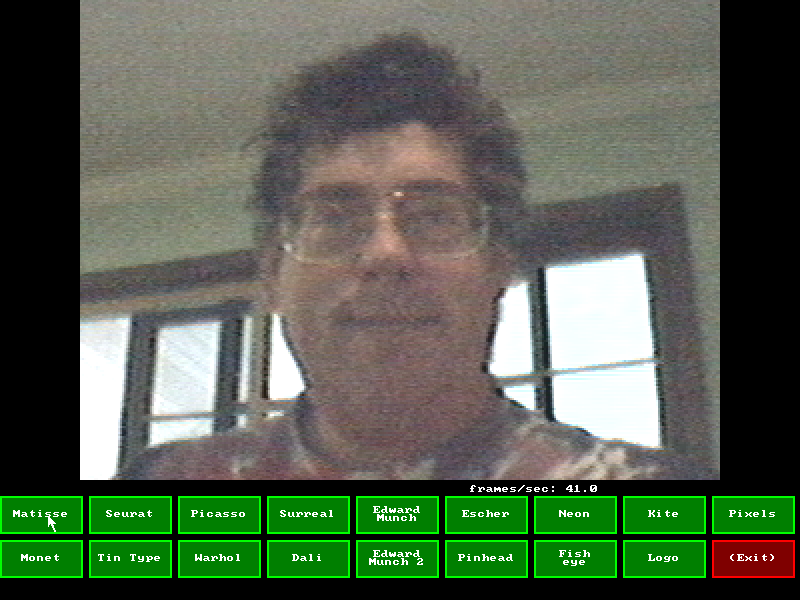 frames/sec: 41.0
Matisse
Seurat
Picasso
Surreal
Edward
Munch
Escher
Neon
Kite
Pixels
Monet
Tin Type
Warhol
Dali
Edward
Munch 2
Pinhead
Fish
eye
Logo
(Exit)